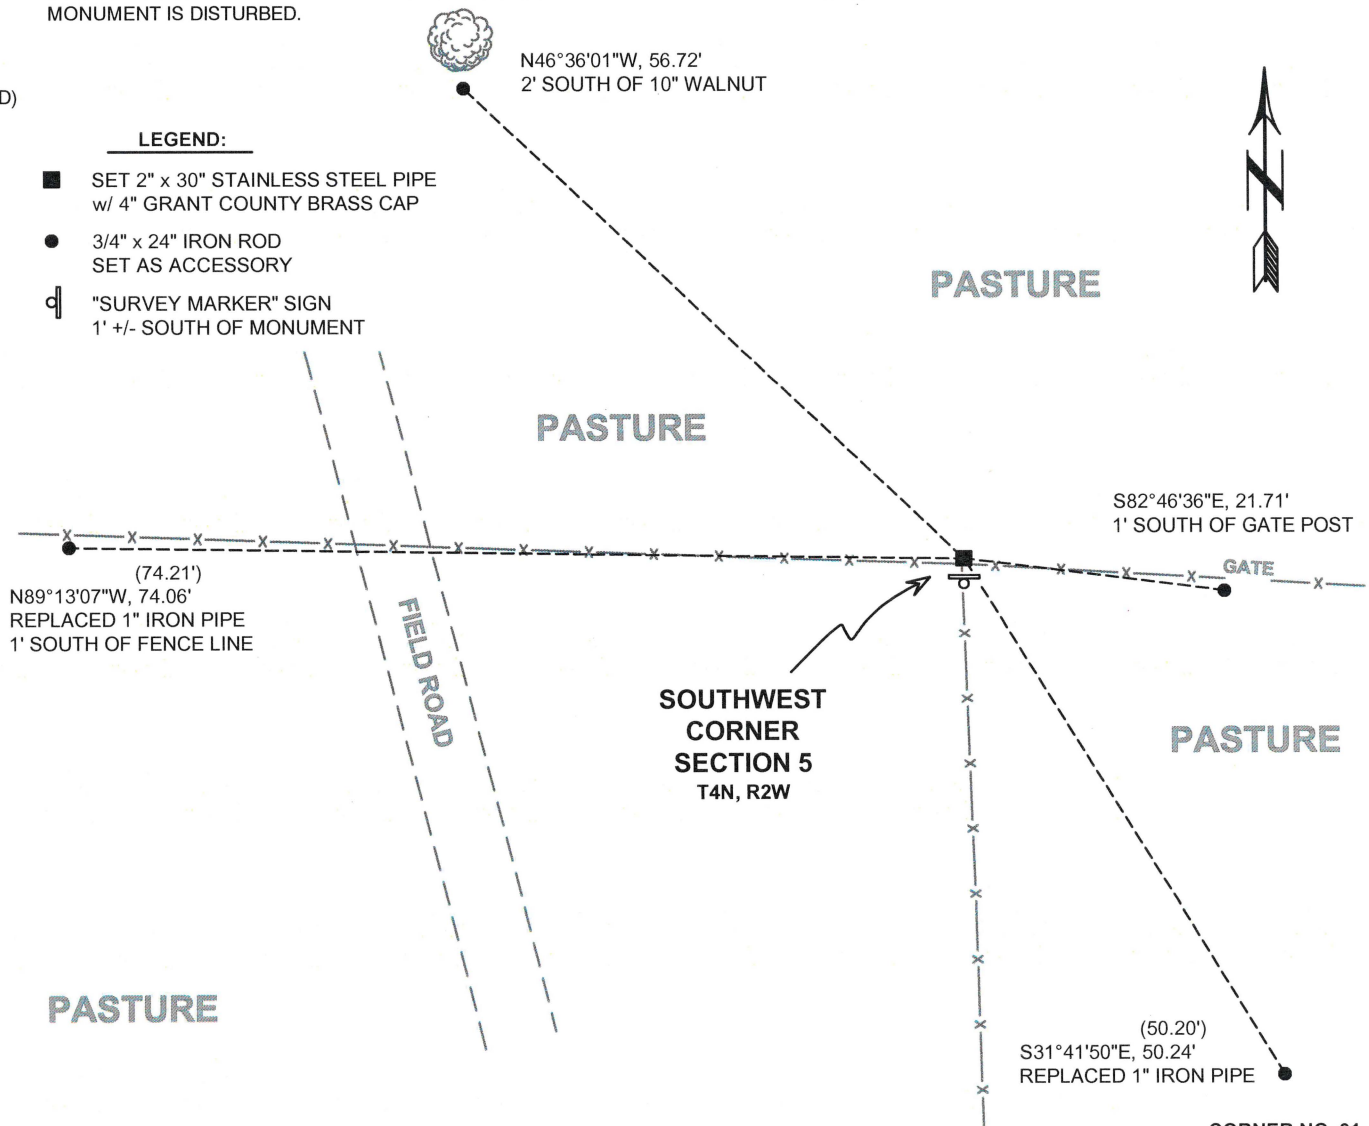 MONUMENT IS DISTURBED.
N46°36'01"W, 56.72'
2' SOUTH OF 10" WALNUT
D)
LEGEND:
SET 2" x 30" STAINLESS STEEL PIPE
w/ 4" GRANT COUNTY BRASS CAP
3/4" x 24" IRON ROD
SET AS ACCESSORY
"SURVEY MARKER" SIGN
1' +/- SOUTH OF MONUMENT
N
PASTURE
PASTURE
S82°46'36"E, 21.71'
1' SOUTH OF GATE POST
GATE
(74.21')
N89°13'07"W, 74.06'
REPLACED 1" IRON PIPE
1' SOUTH OF FENCE LINE
FIELD ROAD
SOUTHWEST
CORNER
SECTION 5
T4N, R2W
PASTURE
PASTURE
(50.20')
S31°41'50"E, 50.24'
REPLACED 1" IRON PIPE